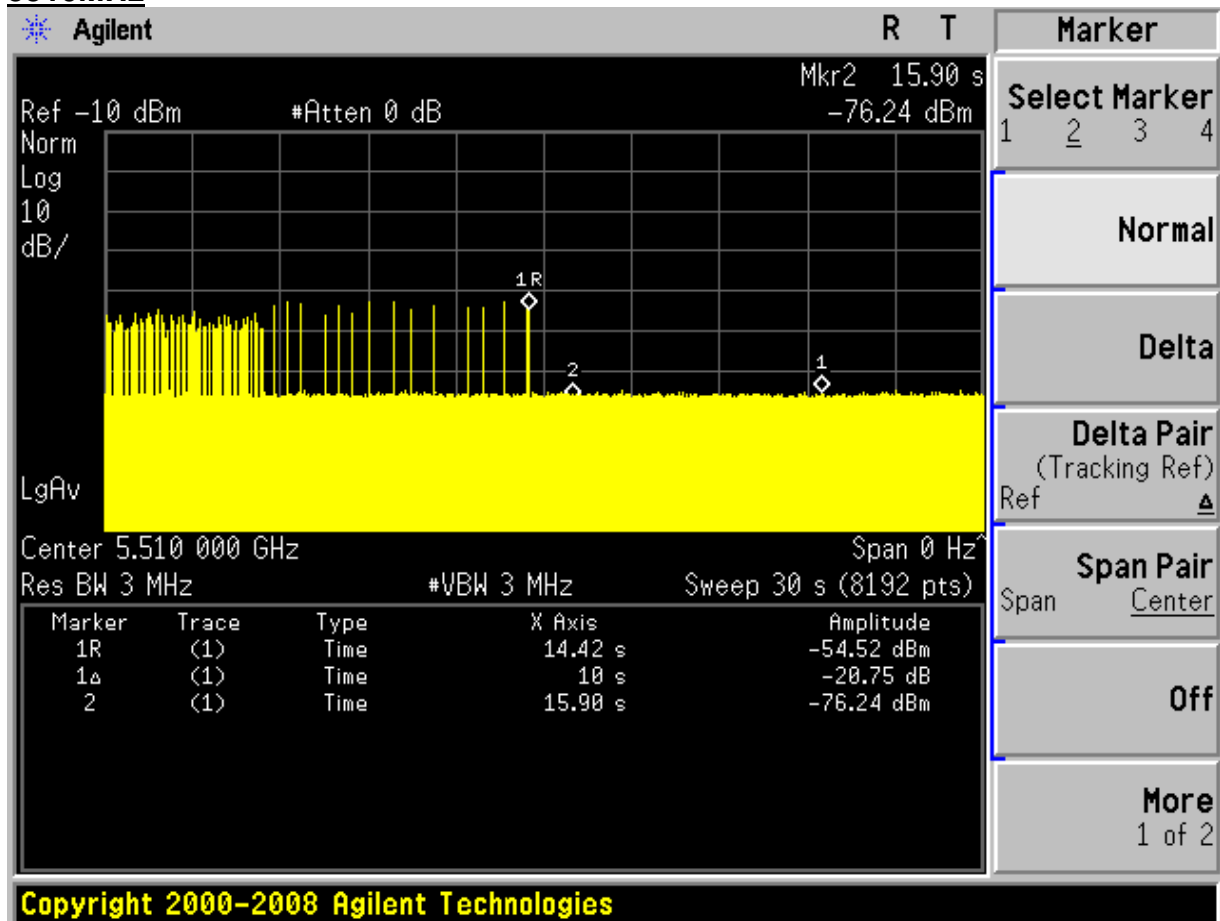 Agilent R T
Mkr2 15.90 s
Ref -10 dBm #Atten 0 dB -76.24 dBm
Norm
Log
10
dB/
1R
2
1
LgAv
Center 5.510 000 GHz Span 0 Hz^
Res BW 3 MHz #VBW 3 MHz Sweep 30 s (8192 pts)
Marker Trace Type X Axis Amplitude
1R (1) Time 14.42 s -54.52 dBm
1Δ (1) Time 10 s -20.75 dB
2 (1) Time 15.90 s -76.24 dBm
Marker
Select Marker
1 2 3 4
Normal
Delta
Delta Pair
(Tracking Ref)
Ref Δ
Span Pair
Span Center
Off
More
1 of 2
Copyright 2000-2008 Agilent Technologies